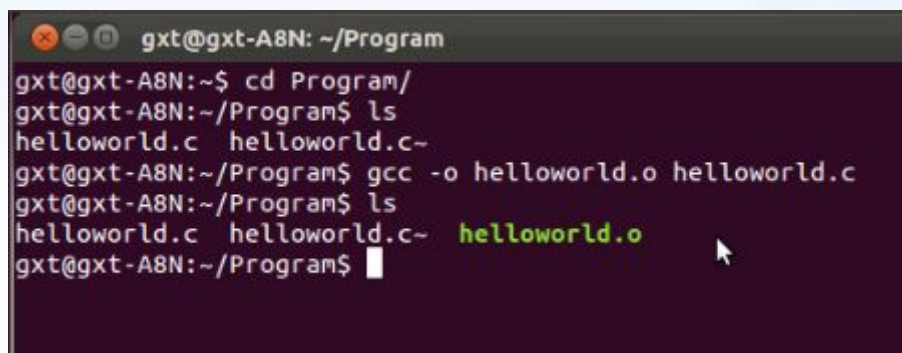 gxt@gxt-A8N: ~/Program
gxt@gxt-A8N:~$ cd Program/
gxt@gxt-A8N:~/Program$ ls
helloworld.c  helloworld.c~
gxt@gxt-A8N:~/Program$ gcc -o helloworld.o helloworld.c
gxt@gxt-A8N:~/Program$ ls
helloworld.c  helloworld.c~  helloworld.o
gxt@gxt-A8N:~/Program$